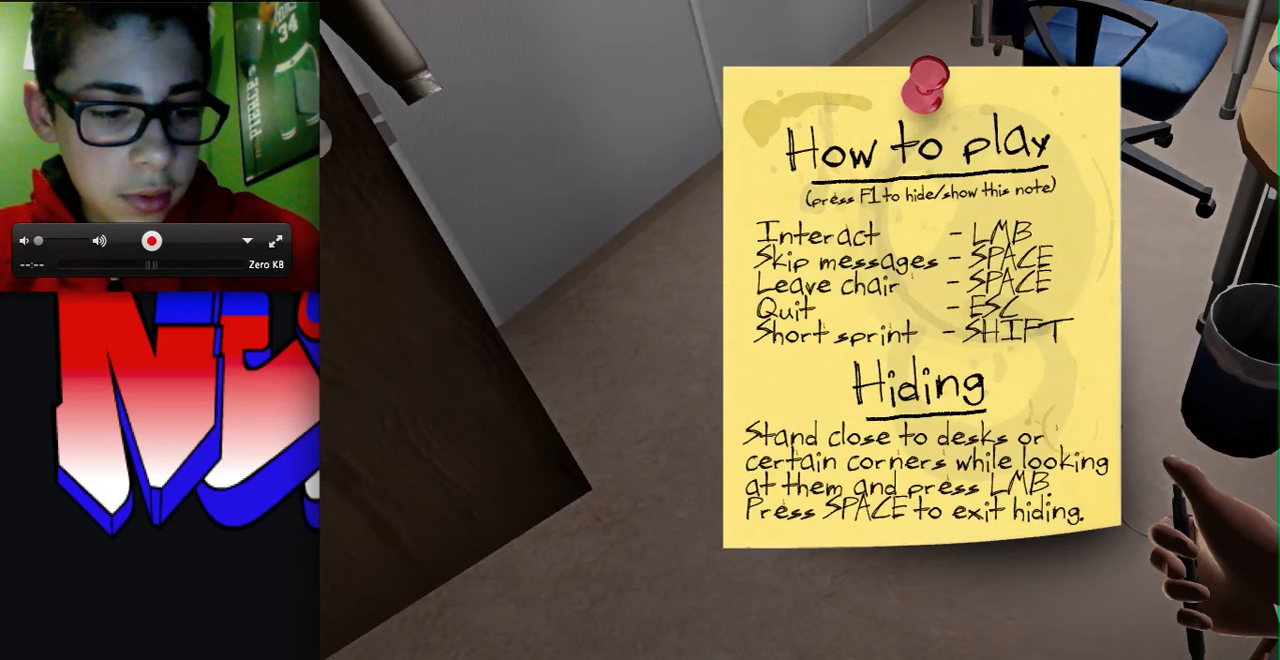 34
PIERCE
--:--
Zero KB
How to play
(press F1 to hide/show this note)
Interact - LMB
Skip messages - SPACE
Leave chair - SPACE
Quit - ESC
Short sprint - SHIFT
Hiding
Stand close to desks or
certain corners while looking
at them and press LMB.
Press SPACE to exit hiding.